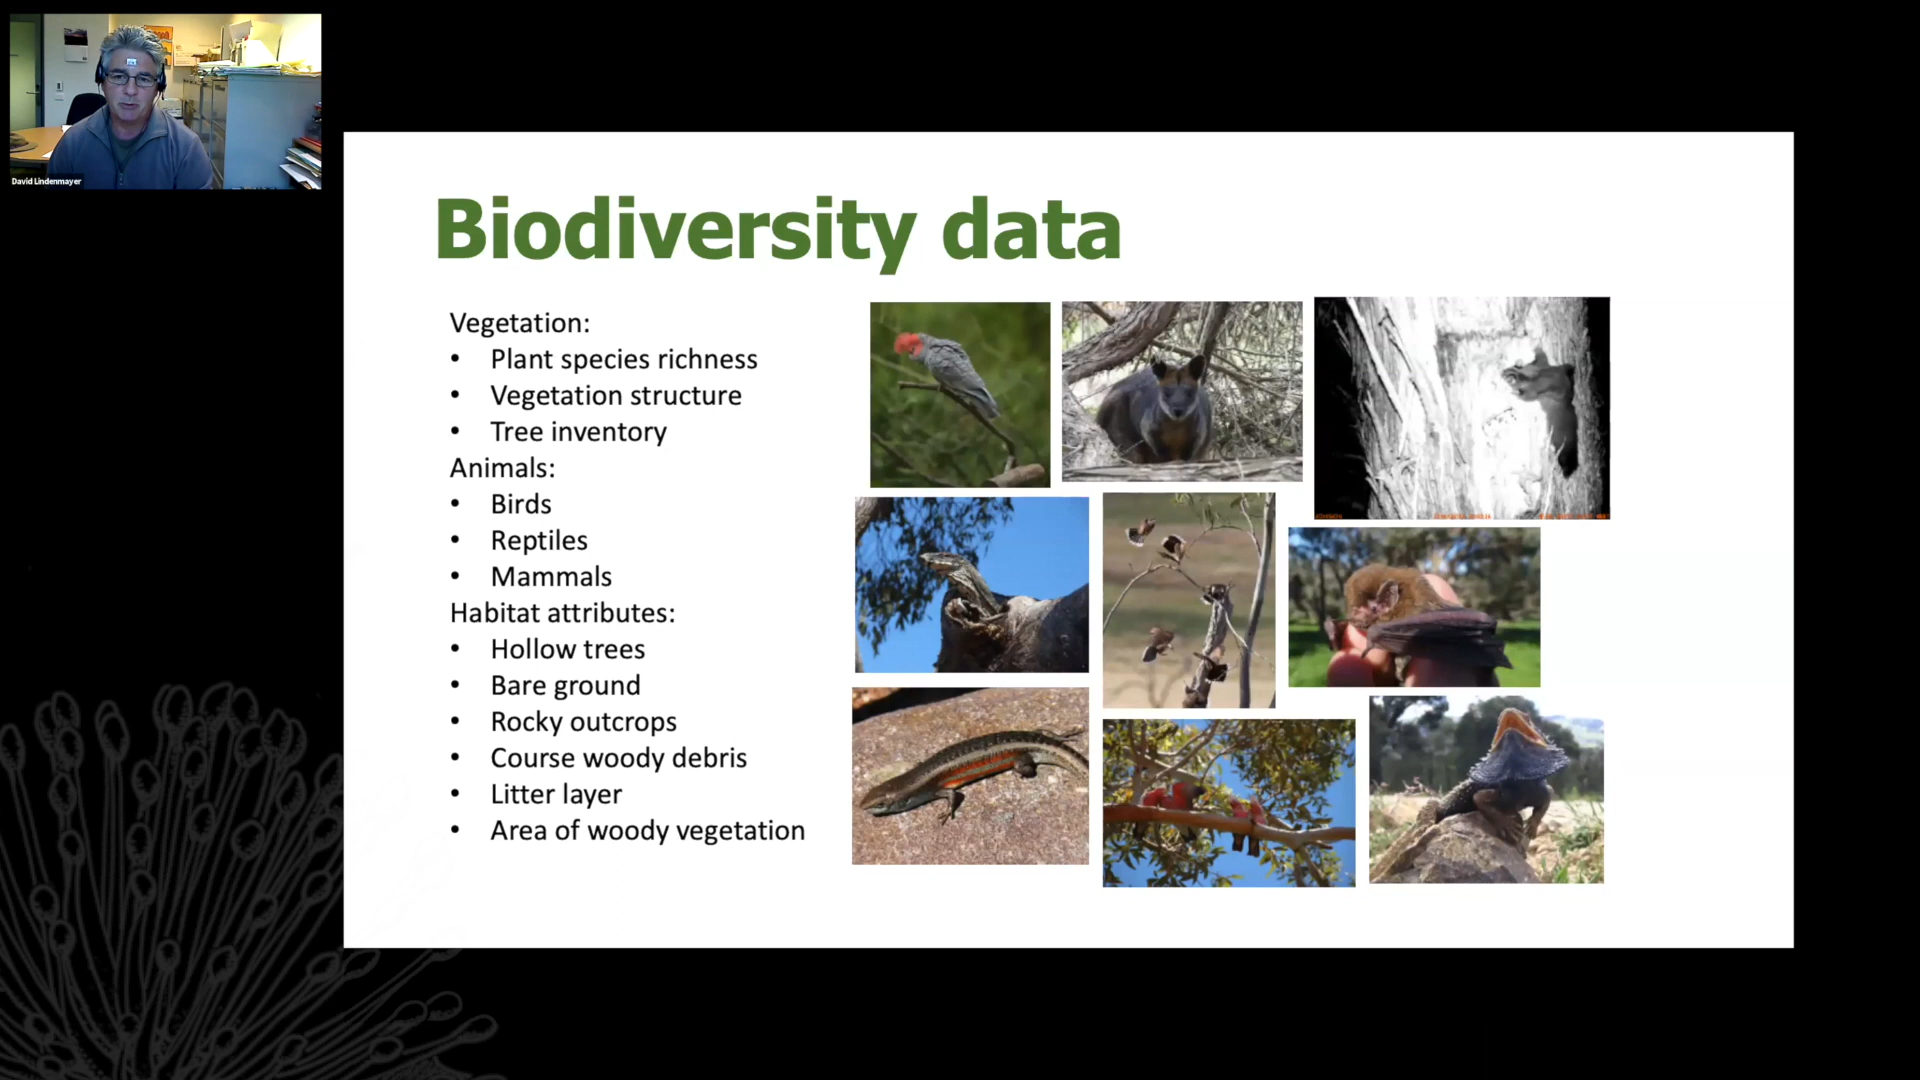 David Lindenmayer
Biodiversity data
Vegetation:
• Plant species richness
• Vegetation structure
• Tree inventory
Animals:
• Birds
• Reptiles
• Mammals
Habitat attributes:
• Hollow trees
• Bare ground
• Rocky outcrops
• Course woody debris
• Litter layer
• Area of woody vegetation